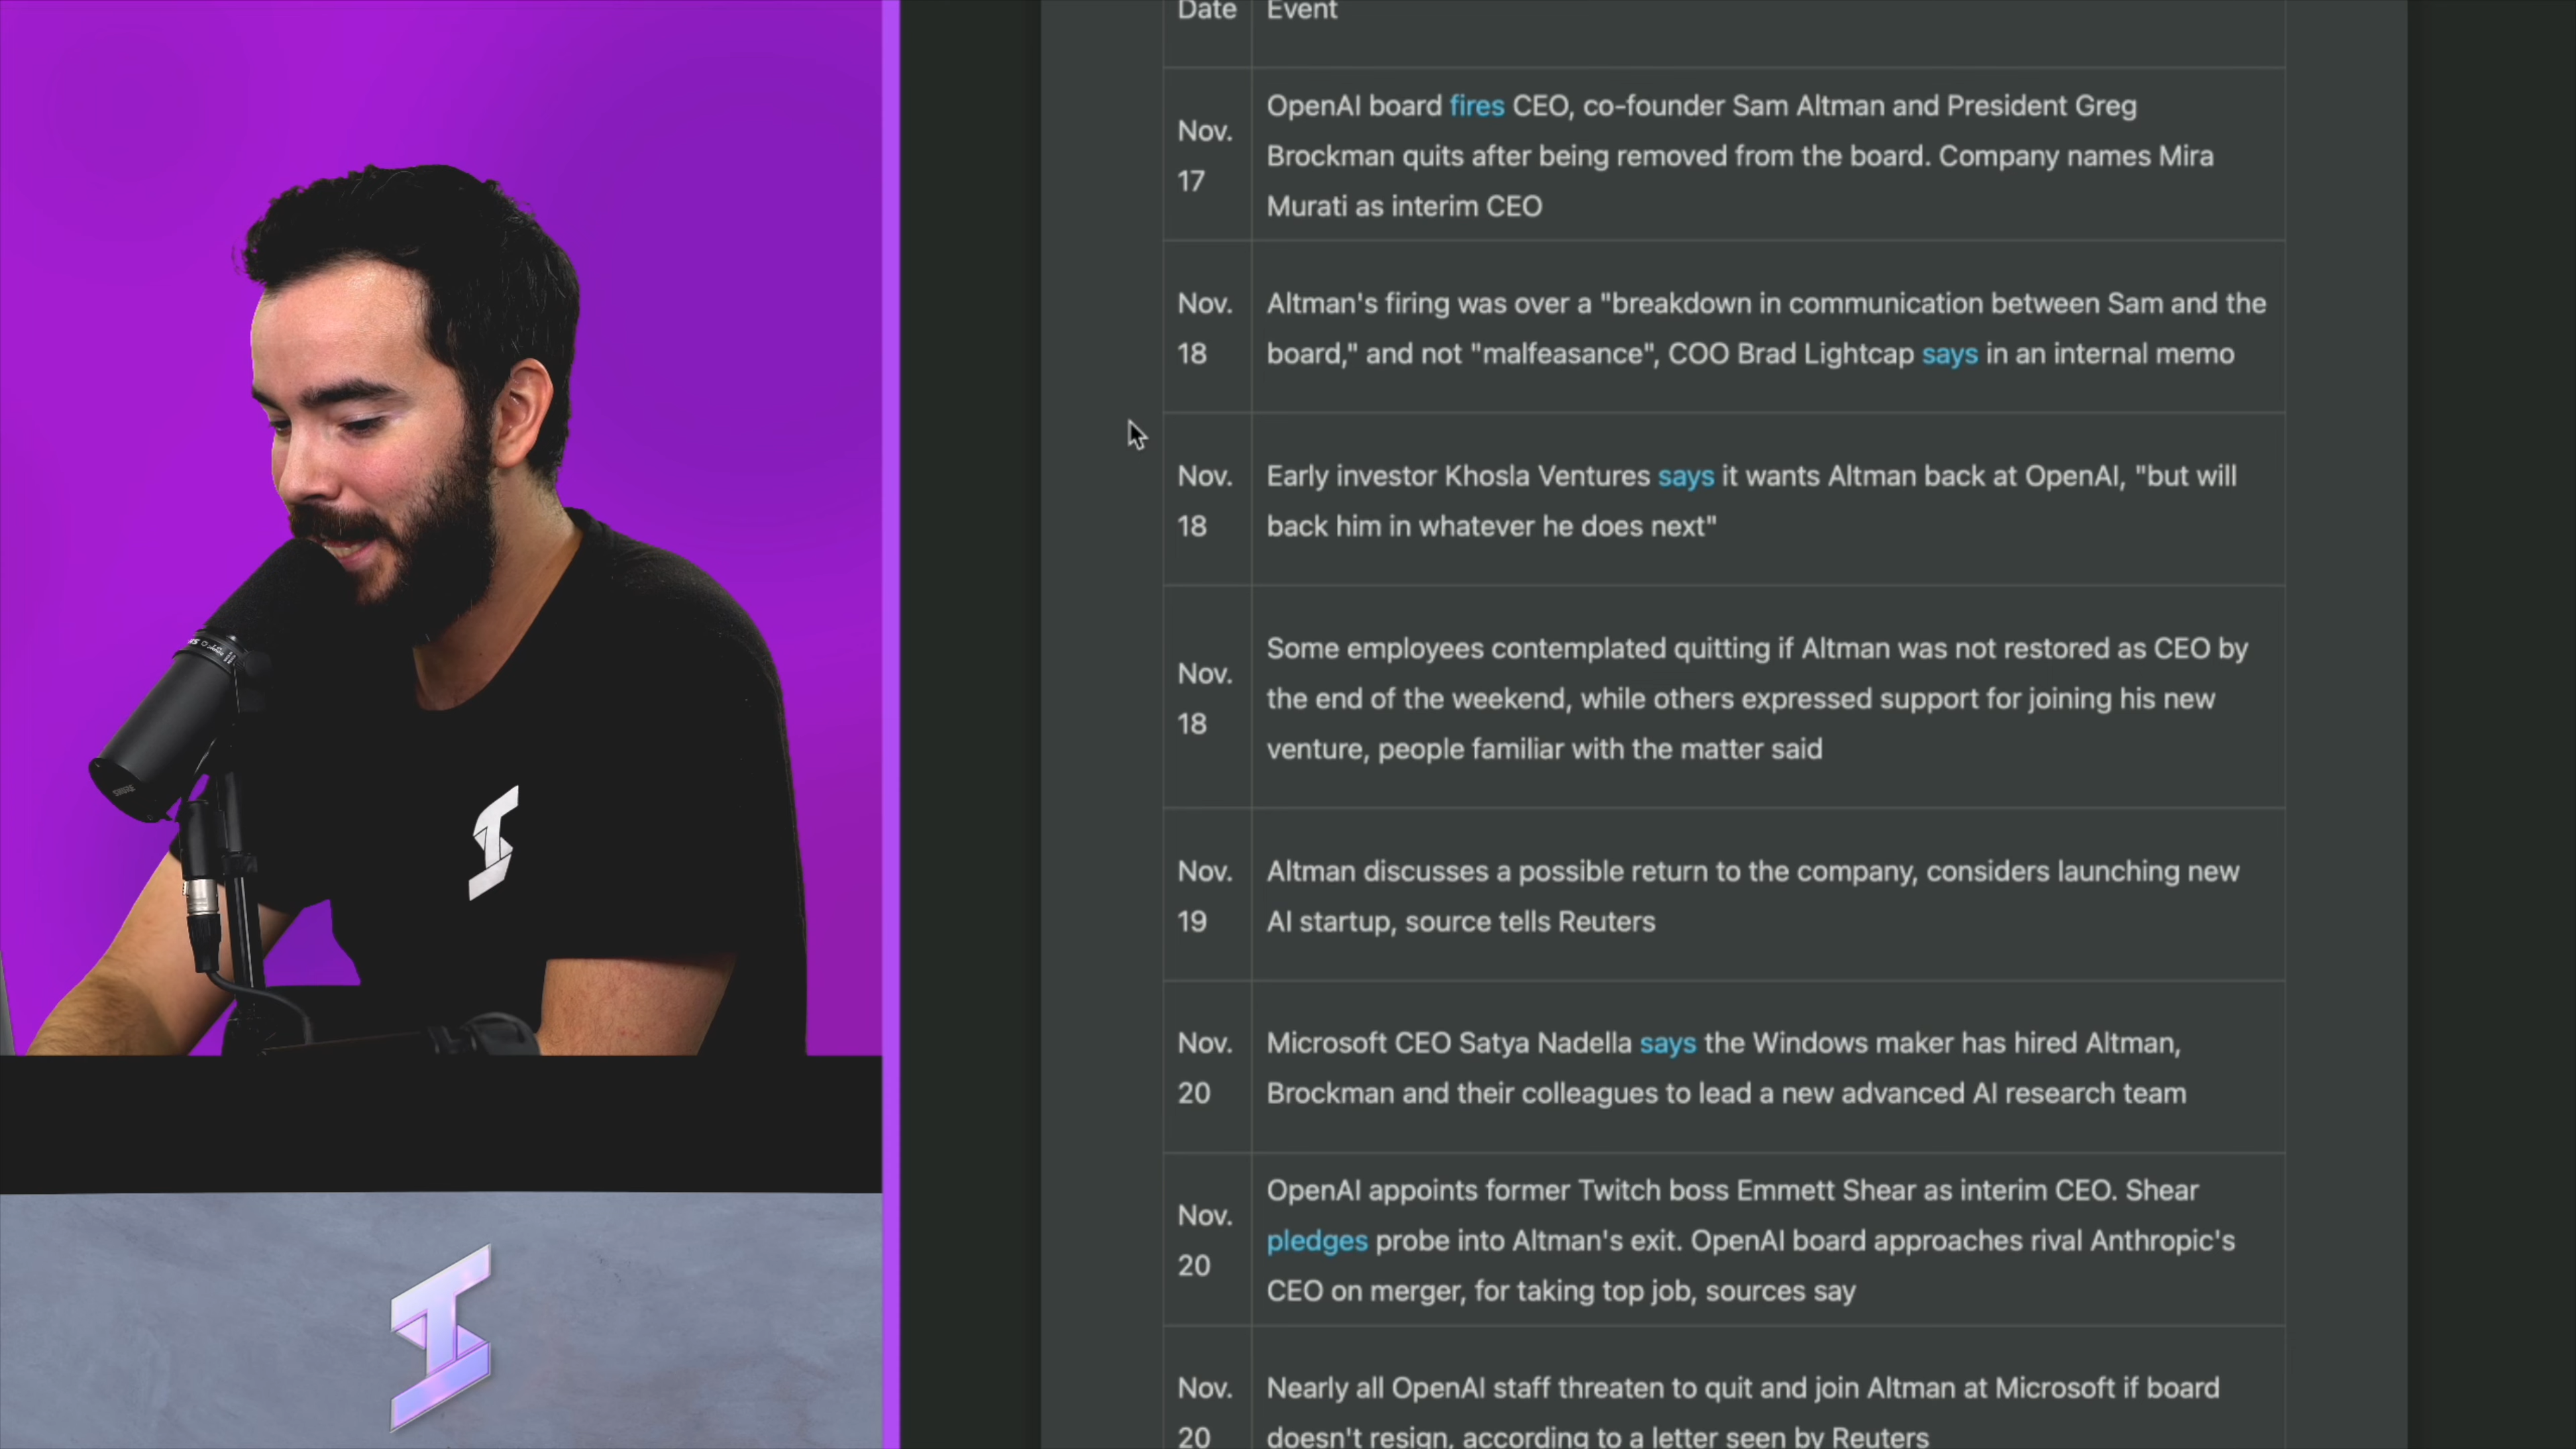 Date Event
Nov.
17
OpenAI board fires CEO, co-founder Sam Altman and President Greg
Brockman quits after being removed from the board. Company names Mira
Murati as interim CEO
Nov.
18
Altman's firing was over a "breakdown in communication between Sam and the
board," and not "malfeasance", COO Brad Lightcap says in an internal memo
Nov.
18
Early investor Khosla Ventures says it wants Altman back at OpenAI, "but will
back him in whatever he does next"
Nov.
18
Some employees contemplated quitting if Altman was not restored as CEO by
the end of the weekend, while others expressed support for joining his new
venture, people familiar with the matter said
Nov.
19
Altman discusses a possible return to the company, considers launching new
AI startup, source tells Reuters
Nov.
20
Microsoft CEO Satya Nadella says the Windows maker has hired Altman,
Brockman and their colleagues to lead a new advanced AI research team
Nov.
20
OpenAI appoints former Twitch boss Emmett Shear as interim CEO. Shear
pledges probe into Altman's exit. OpenAI board approaches rival Anthropic's
CEO on merger, for taking top job, sources say
Nov.
20
Nearly all OpenAI staff threaten to quit and join Altman at Microsoft if board
doesn't resign, according to a letter seen by Reuters